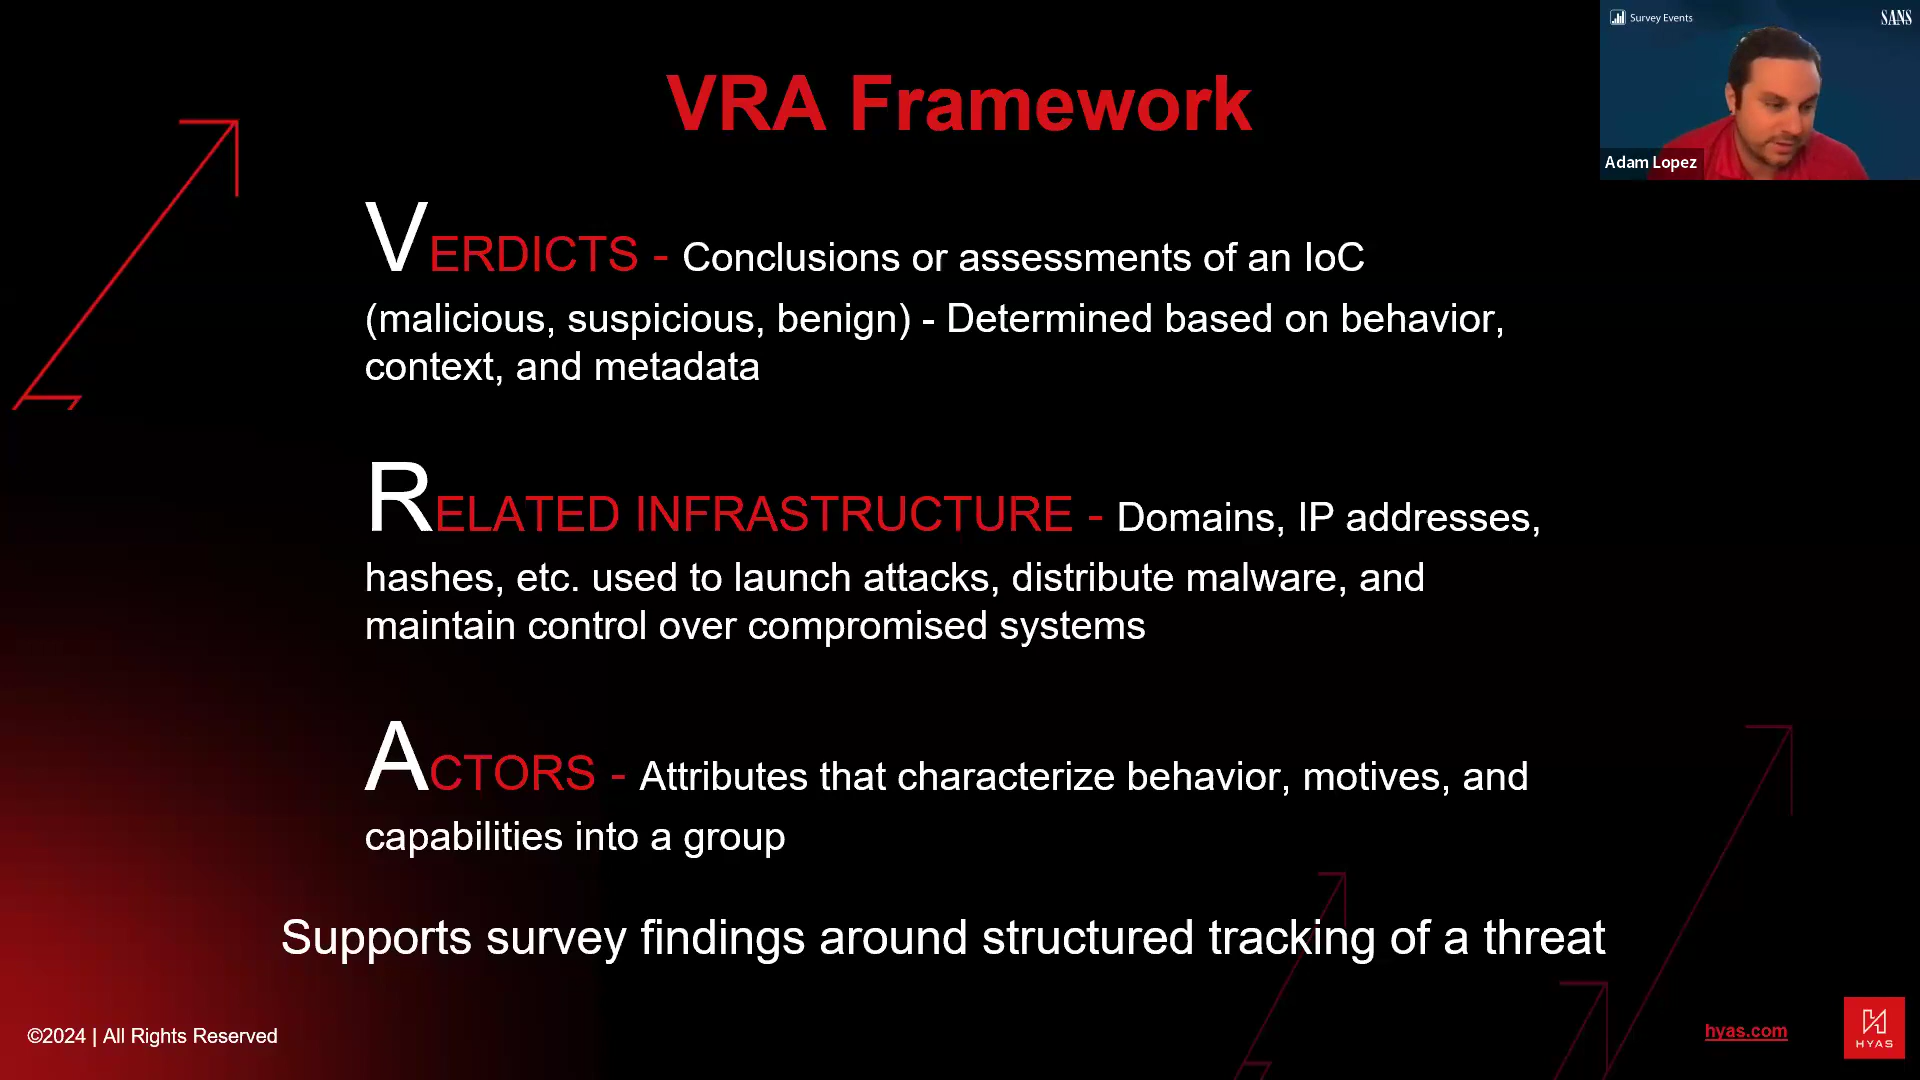 Survey Events
SANS
Adam Lopez
VRA Framework
VERDICTS - Conclusions or assessments of an IoC
(malicious, suspicious, benign) - Determined based on behavior,
context, and metadata
RELATED INFRASTRUCTURE - Domains, IP addresses,
hashes, etc. used to launch attacks, distribute malware, and
maintain control over compromised systems
ACTORS - Attributes that characterize behavior, motives, and
capabilities into a group
Supports survey findings around structured tracking of a threat
©2024 | All Rights Reserved
hyas.com
HYAS